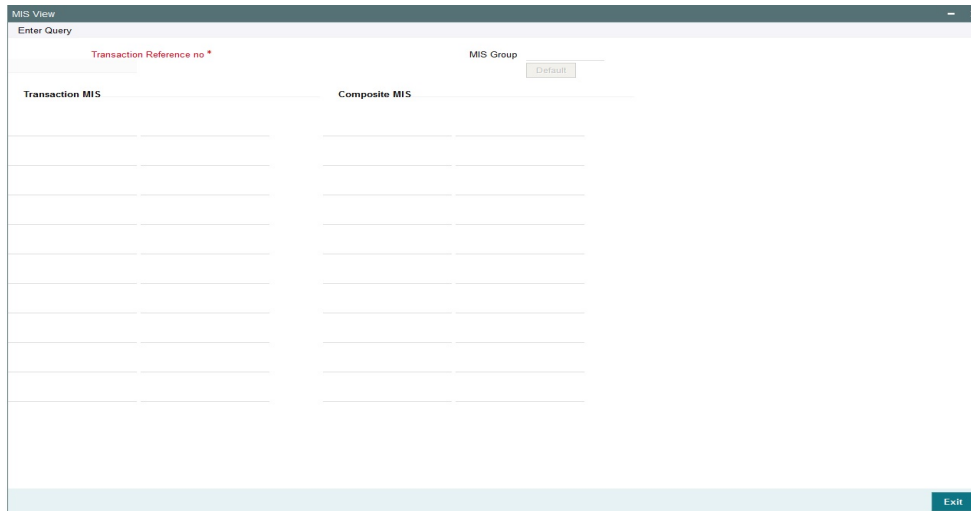 MIS View
Enter Query
Transaction Reference no *
MIS Group
Default
Transaction MIS
Composite MIS
Exit